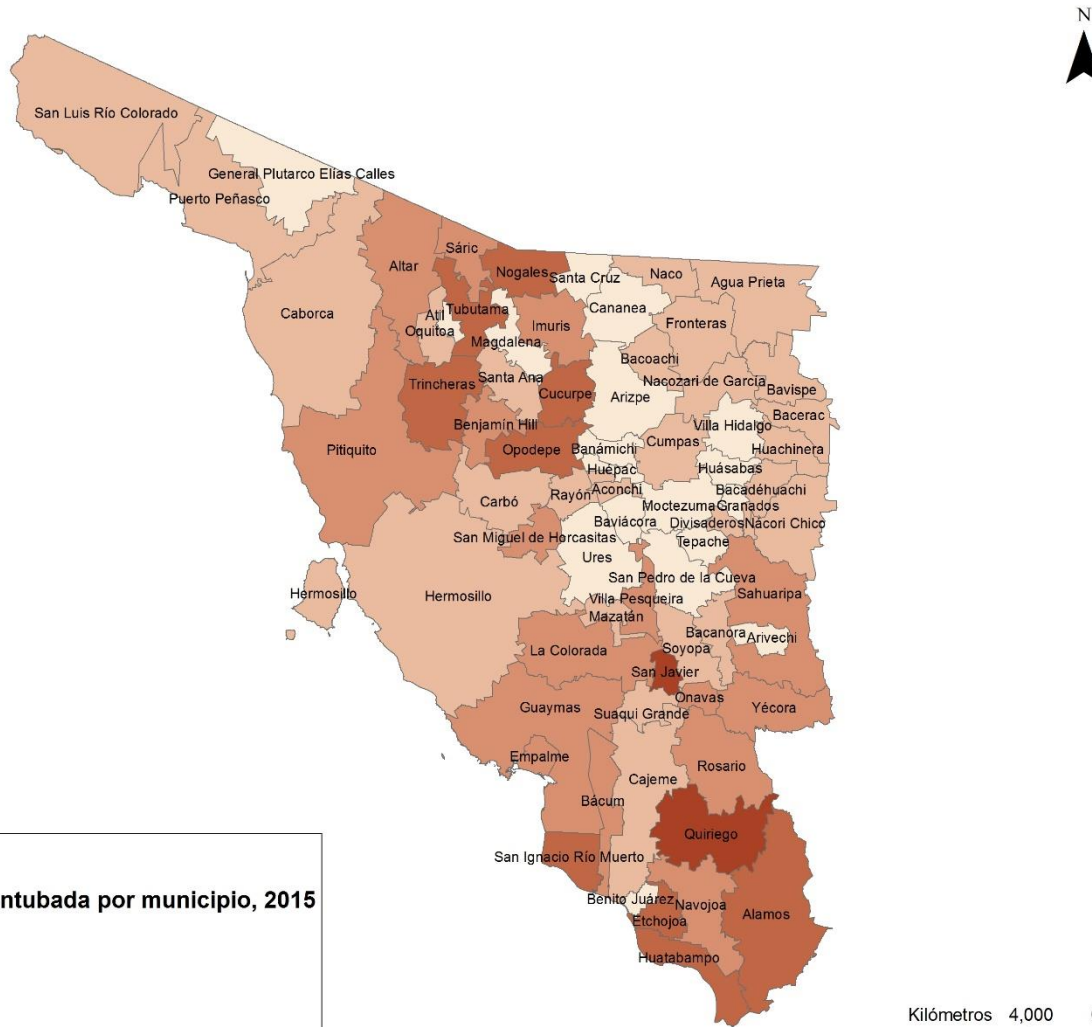 N
San Luis Río Colorado
General Plutarco Elías Calles
Puerto Peñasco
Sáric
Altar
Nogales
Santa Cruz
Naco
Agua Prieta
Caborca
Tubutama
Cananea
Atil
Oquitoa
Imuris
Fronteras
Magdalena
Bacoachi
Trincheras
Santa Ana
Cucurpe
Arizpe
Nacozari de García
Bavispe
Benjamín Hill
Villa Hidalgo
Bacerac
Pitiquito
Opodepe
Banámichi
Cumpas
Huachinera
Huépac
Huásabas
Carbó
Rayón
Aconchi
Bacadéhuachi
Moctezuma
Granados
Baviácora
Divisaderos
Nácori Chico
San Miguel de Horcasitas
Tepache
Ures
San Pedro de la Cueva
Hermosillo
Hermosillo
Villa Pesqueira
Sahuaripa
Mazatán
Bacanora
Arivechi
La Colorada
Soyopa
San Javier
Onavas
Guaymas
Suaqui Grande
Yécora
Empalme
Rosario
Cajeme
Bácum
Quiriego
San Ignacio Río Muerto
Benito Juárez
Navojoa
Alamos
Etchojoa
Huatabampo
ntubada por municipio, 2015
Kilómetros 4,000